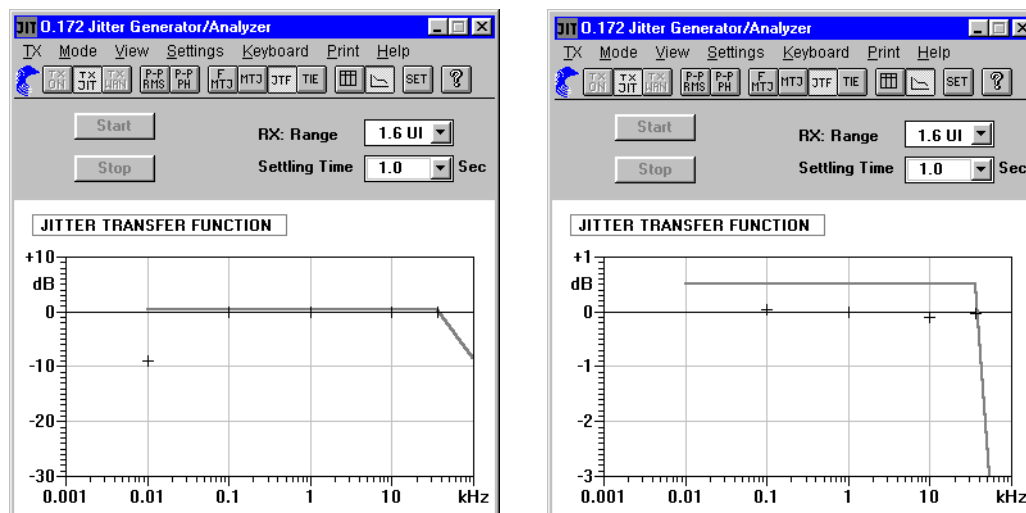 JIT O.172 Jitter Generator/Analyzer
TX Mode View Settings Keyboard Print Help
TX ON TX JIT TX WAN P-P RMS P-P PH F MTJ MTJ JTF TIE SET ?
Start
RX: Range 1.6 UI
Stop
Settling Time 1.0 Sec
JITTER TRANSFER FUNCTION
+10
dB
0
-10
-20
-30
0.001 0.01 0.1 1 10 kHz
JIT O.172 Jitter Generator/Analyzer
TX Mode View Settings Keyboard Print Help
TX ON TX JIT TX WAN P-P RMS P-P PH F MTJ MTJ JTF TIE SET ?
Start
RX: Range 1.6 UI
Stop
Settling Time 1.0 Sec
JITTER TRANSFER FUNCTION
+1
dB
0
-1
-2
-3
0.001 0.01 0.1 1 10 kHz